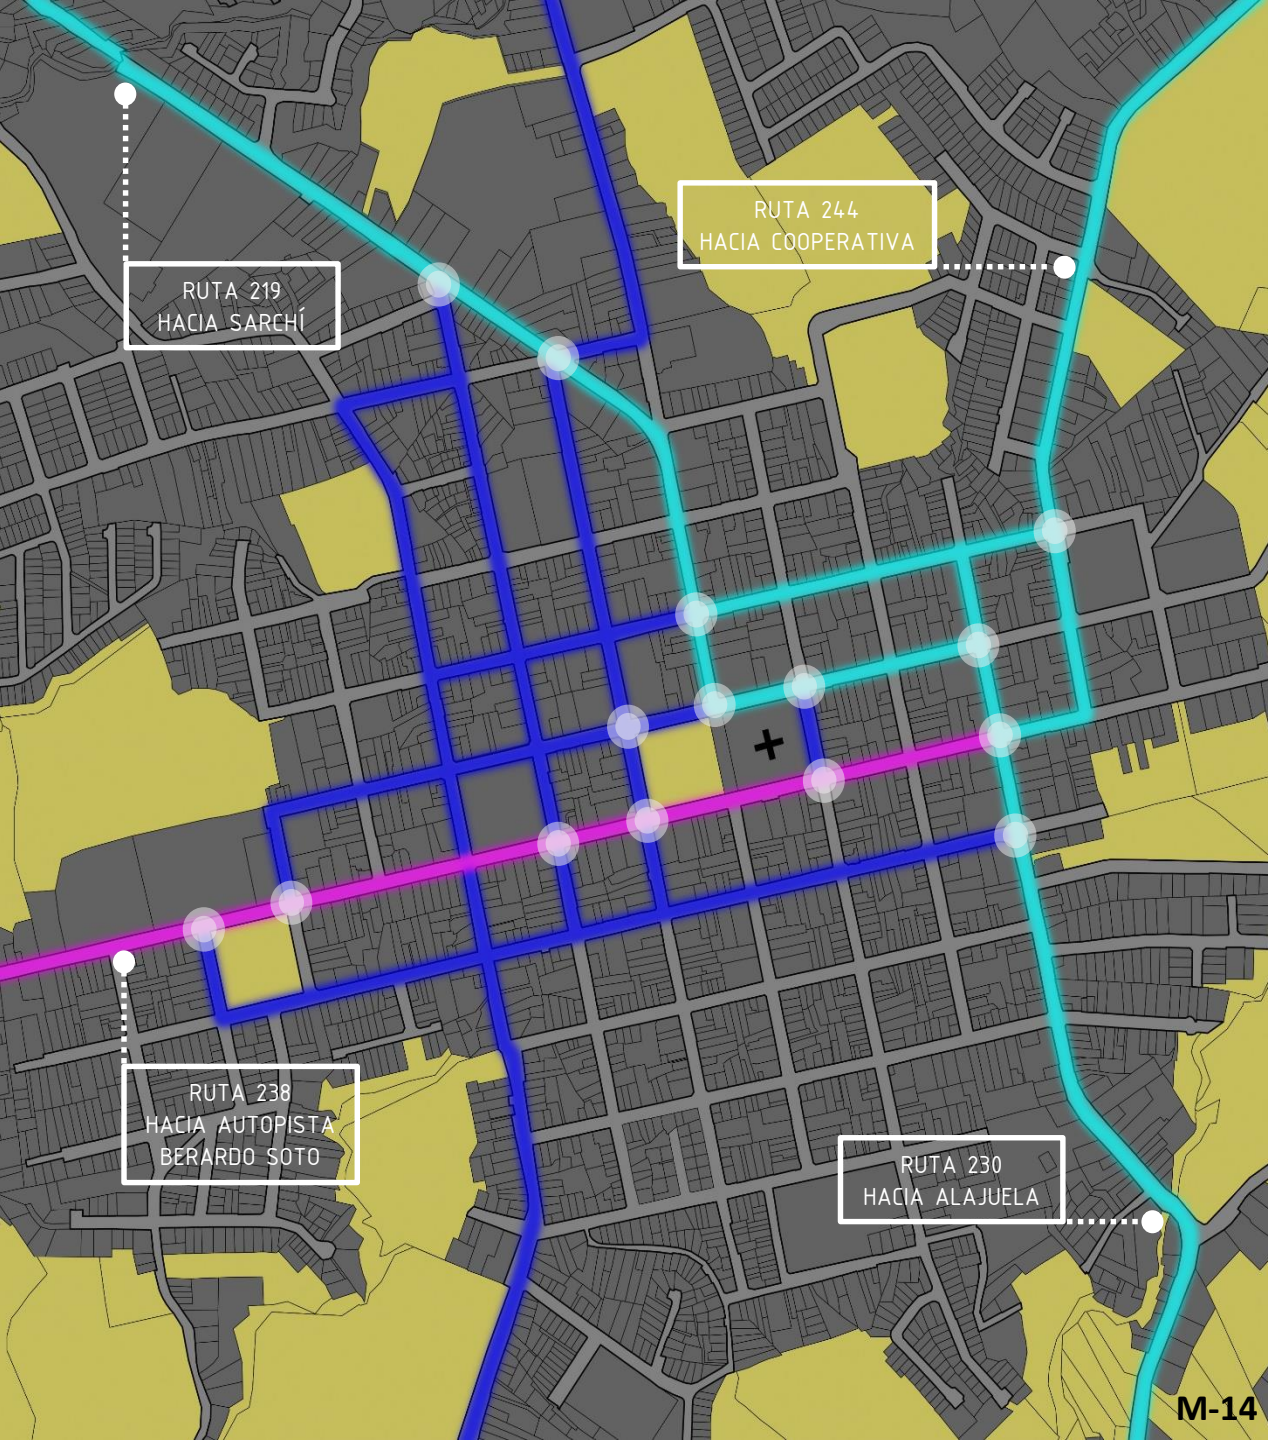 RUTA 244
HACIA COOPERATIVA
RUTA 219
HACIA SARCHÍ
RUTA 238
HACIA AUTOPISTA
BERARDO SOTO
RUTA 230
HACIA ALAJUELA
M-14